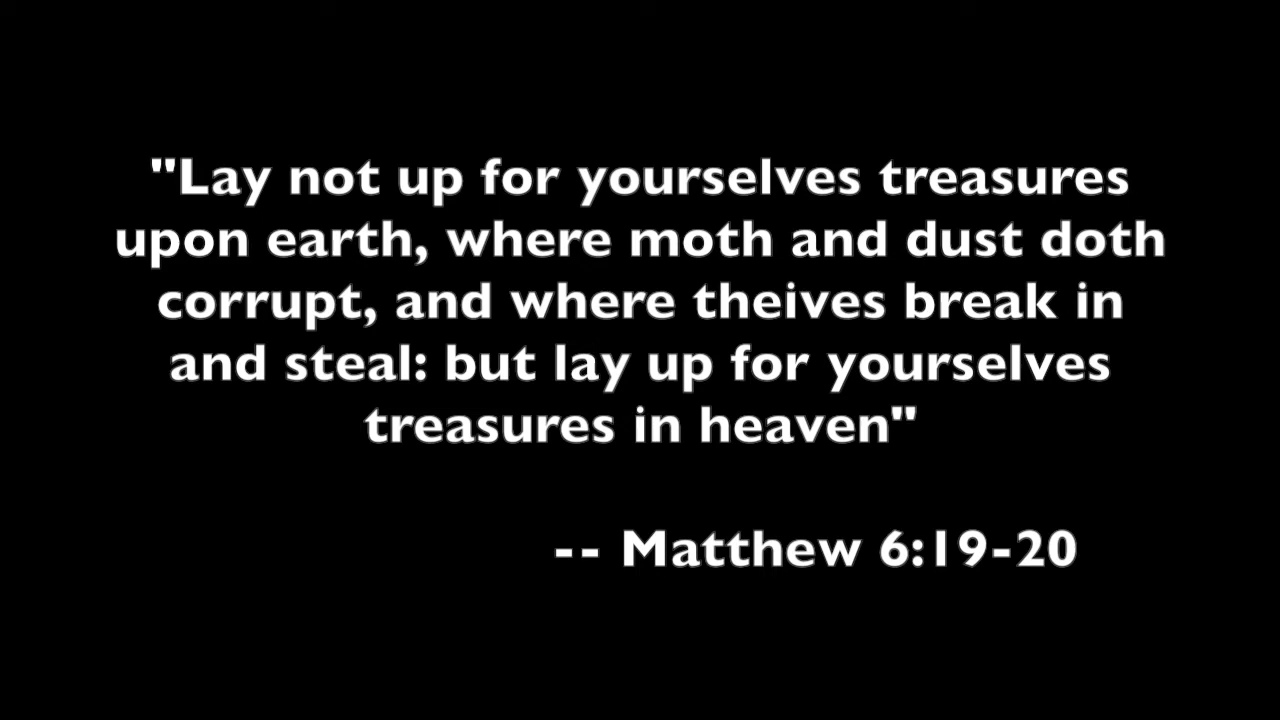 "Lay not up for yourselves treasures
upon earth, where moth and dust doth
corrupt, and where theives break in
and steal: but lay up for yourselves
treasures in heaven"
-- Matthew 6:19-20